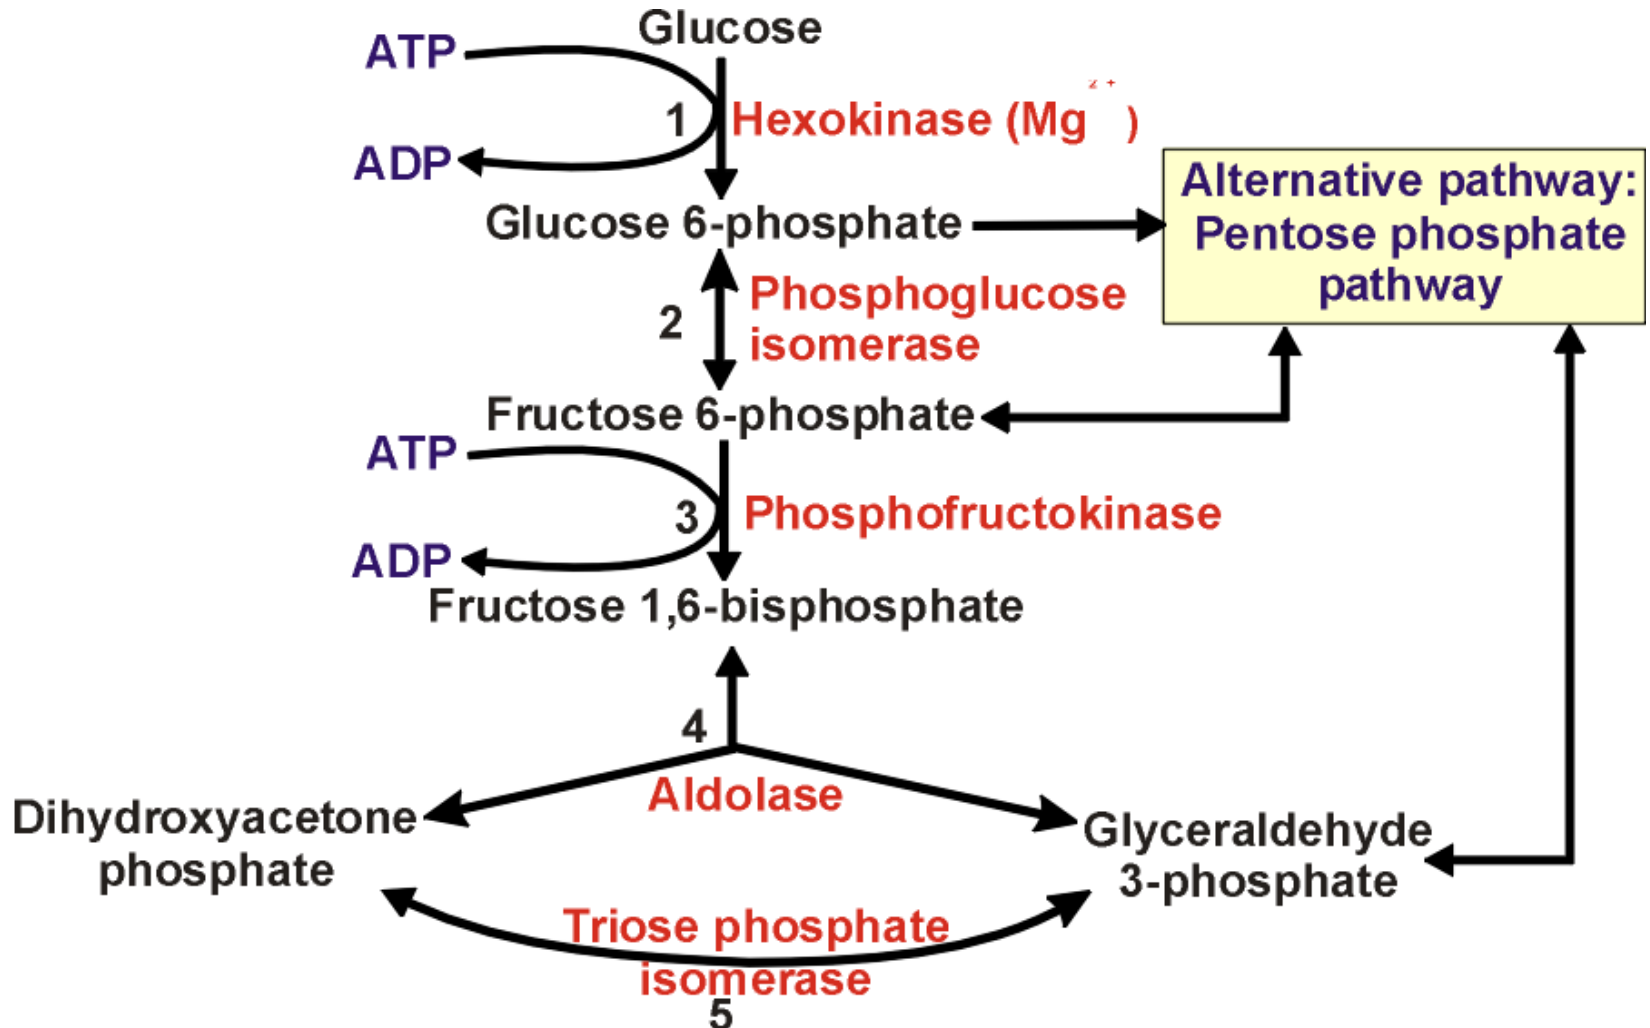 Glucose
ATP
1
Hexokinase (Mg²⁺)
ADP
Alternative pathway:
Pentose phosphate
pathway
Glucose 6-phosphate
2
Phosphoglucose
isomerase
Fructose 6-phosphate
ATP
3
Phosphofructokinase
ADP
Fructose 1,6-bisphosphate
4
Aldolase
Dihydroxyacetone
phosphate
Glyceraldehyde
3-phosphate
Triose phosphate
isomerase
5